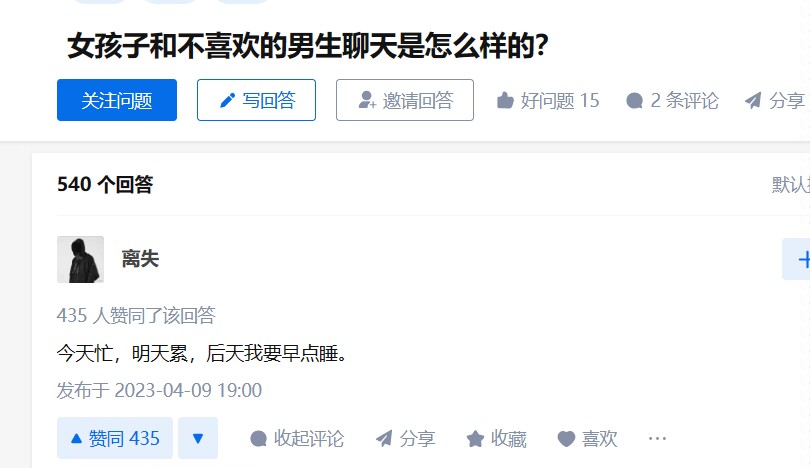 女孩子和不喜欢的男生聊天是怎么样的？
关注问题 写回答 邀请回答 好问题 15 2 条评论 分享
540 个回答 默认
离失
435 人赞同了该回答
今天忙，明天累，后天我要早点睡。
发布于 2023-04-09 19:00
赞同 435 收起评论 分享 收藏 喜欢 ···